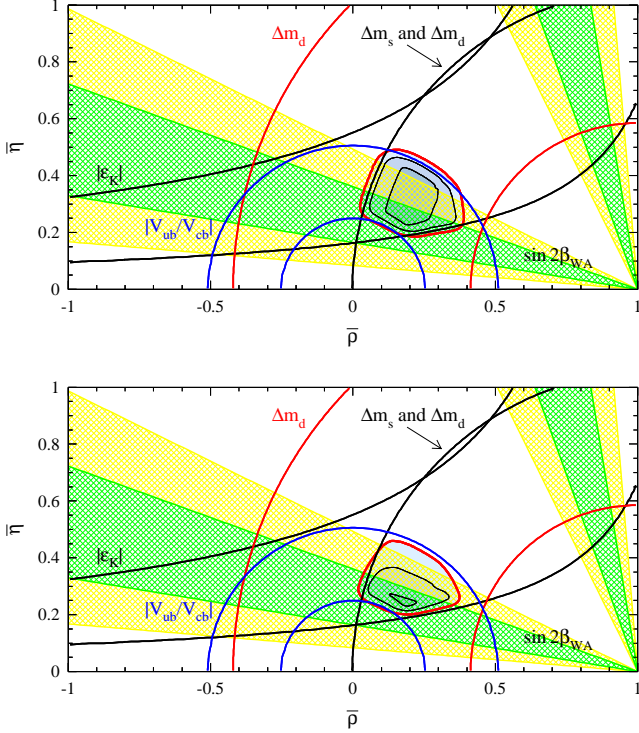 1
Δm_d
Δm_s and Δm_d
0.8
0.6
η̅
0.4
|ε_K|
0.2
|V_ub/V_cb|
sin 2β_WA
0
-1 -0.5 0 0.5 1
ρ̅
1
Δm_d
Δm_s and Δm_d
0.8
0.6
η̅
0.4
|ε_K|
0.2
|V_ub/V_cb|
sin 2β_WA
0
-1 -0.5 0 0.5 1
ρ̅